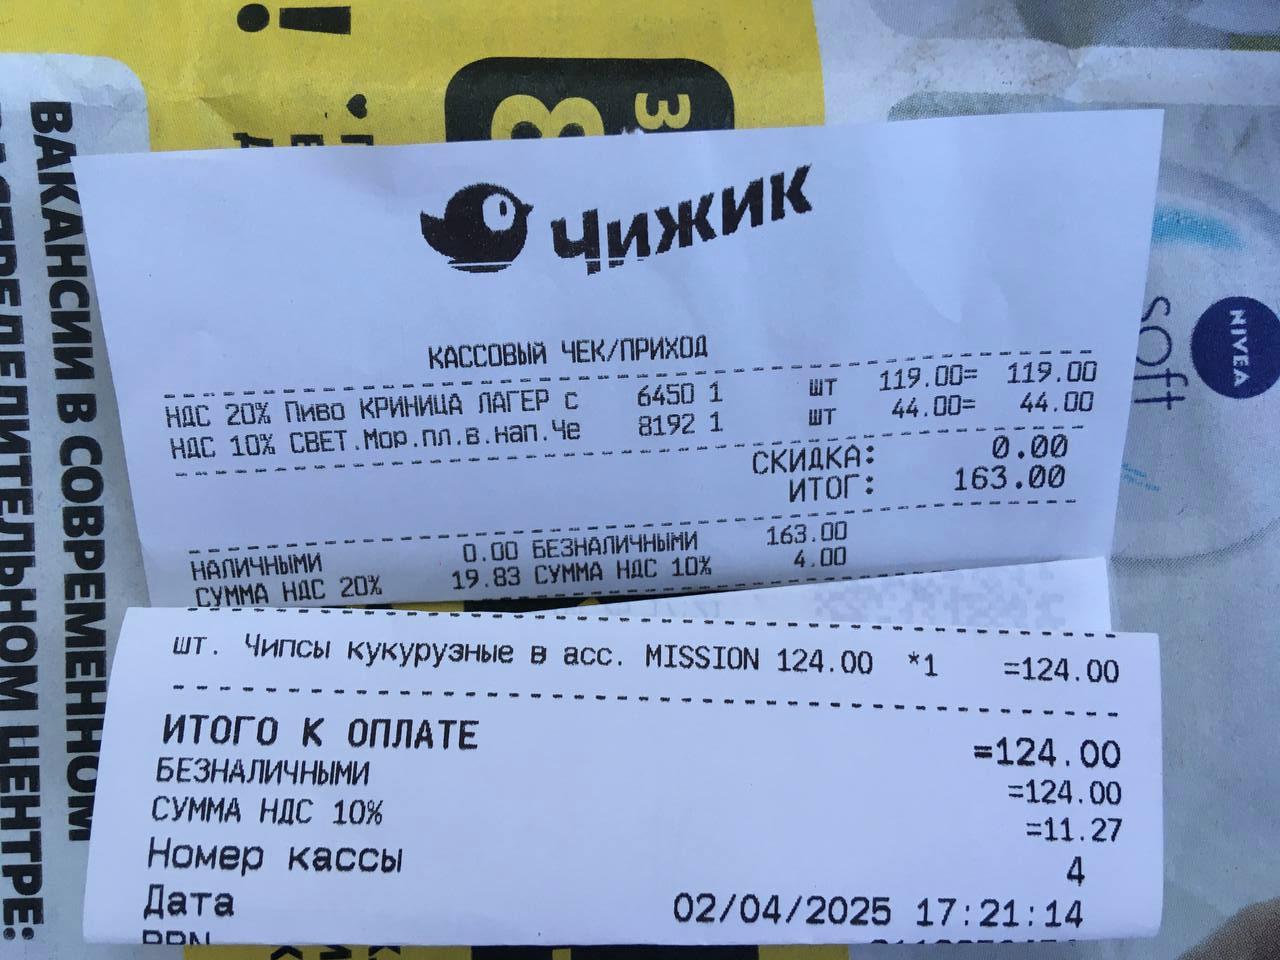 ЧИЖИК
КАССОВЫЙ ЧЕК/ПРИХОД
НДС 20% Пиво КРИНИЦА ЛАГЕР с 6450 1 шт 119.00= 119.00
НДС 10% СВЕТ.Мор.пл.в.нап.Че 8192 1 шт 44.00= 44.00
СКИДКА: 0.00
ИТОГ: 163.00
НАЛИЧНЫМИ 0.00 БЕЗНАЛИЧНЫМИ 163.00
СУММА НДС 20% 19.83 СУММА НДС 10% 4.00
шт. Чипсы кукурузные в асс. MISSION 124.00 *1 =124.00
ИТОГО К ОПЛАТЕ =124.00
БЕЗНАЛИЧНЫМИ =124.00
СУММА НДС 10% =11.27
Номер кассы 4
Дата 02/04/2025 17:21:14
RRN
ВАКАНСИИ В СОВРЕМЕННОМ
РАСПРЕДЕЛИТЕЛЬНОМ ЦЕНТРЕ:
NIVEA
soft